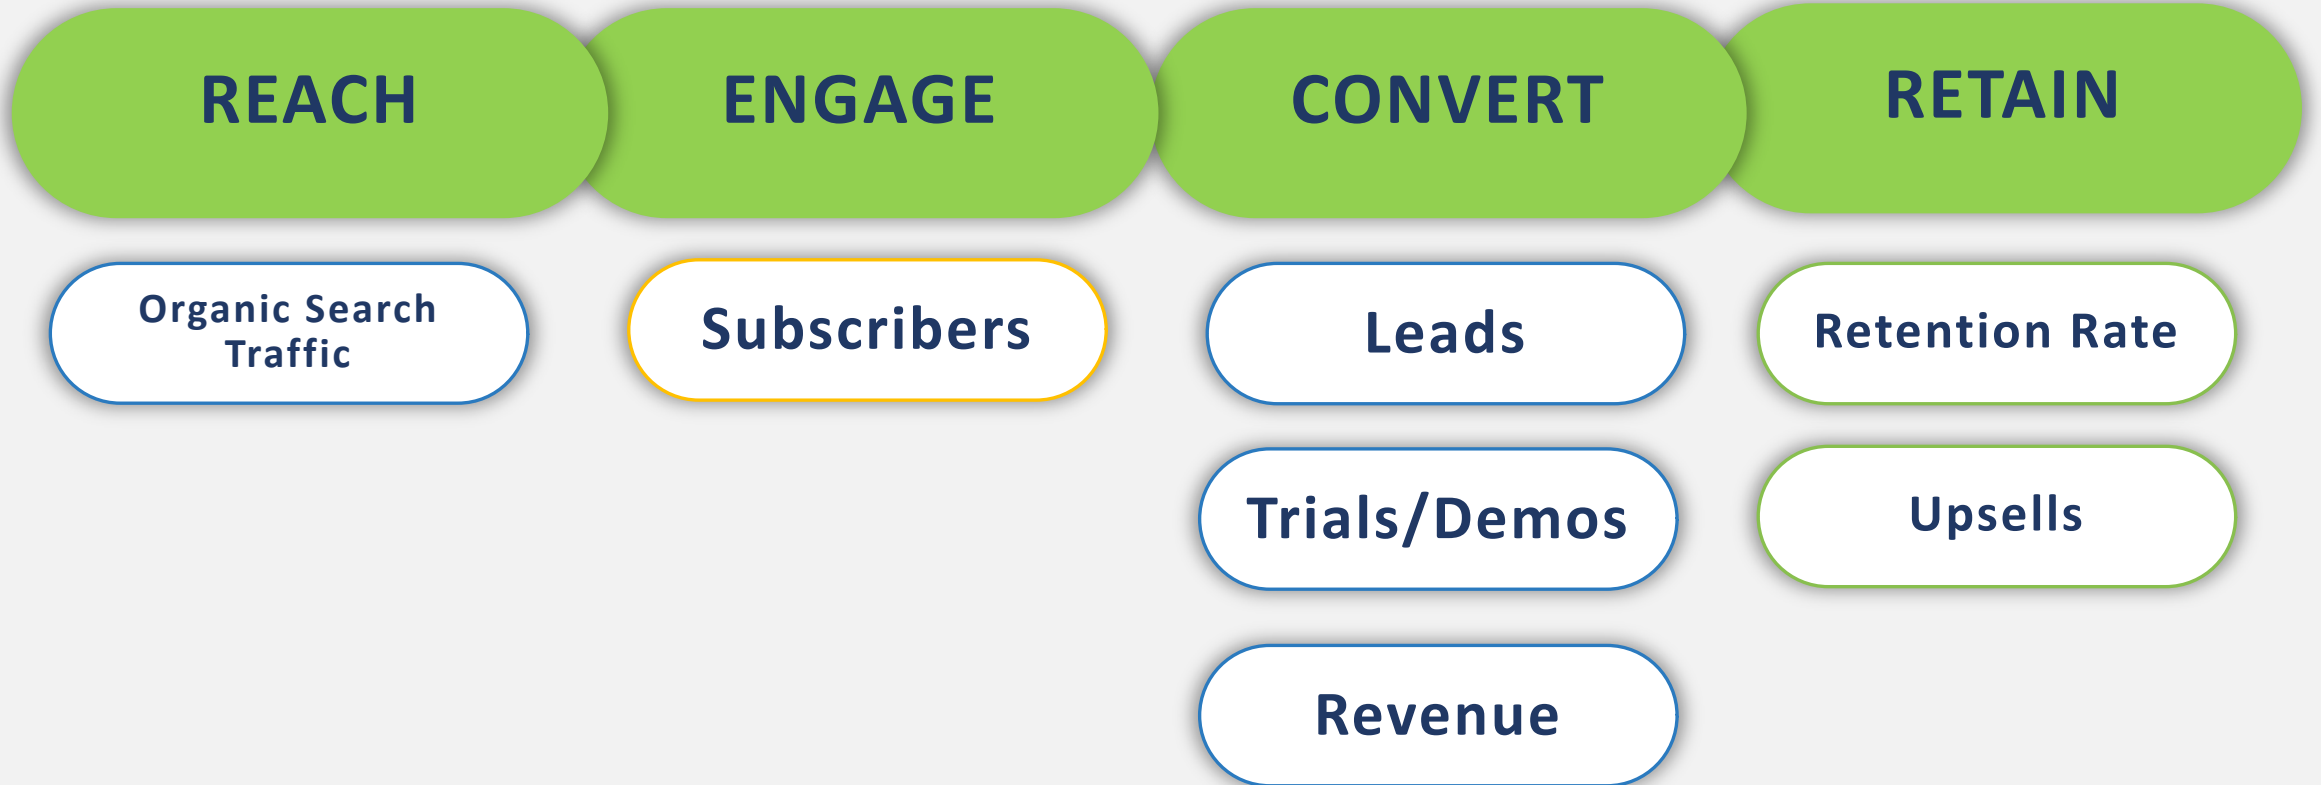 REACH
ENGAGE
CONVERT
RETAIN
Organic Search
Traffic
Subscribers
Leads
Retention Rate
Trials/Demos
Upsells
Revenue